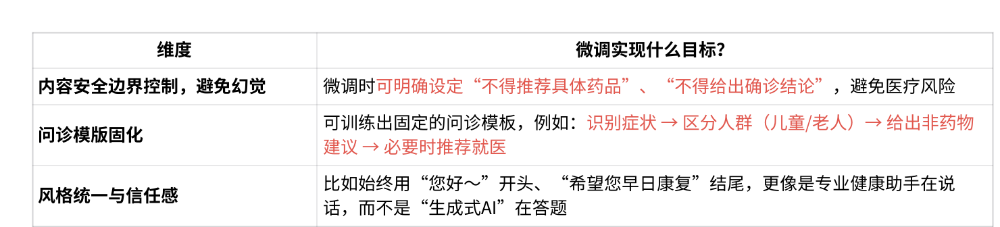 维度
微调实现什么目标？
内容安全边界控制，避免幻觉
微调时可明确设定“不得推荐具体药品”、“不得给出确诊结论”，避免医疗风险
问诊模版固化
可训练出固定的问诊模板，例如：识别症状 → 区分人群（儿童/老人）→ 给出非药物
建议 → 必要时推荐就医
风格统一与信任感
比如始终用“您好～”开头、“希望您早日康复”结尾，更像是专业健康助手在说
话，而不是“生成式AI”在答题